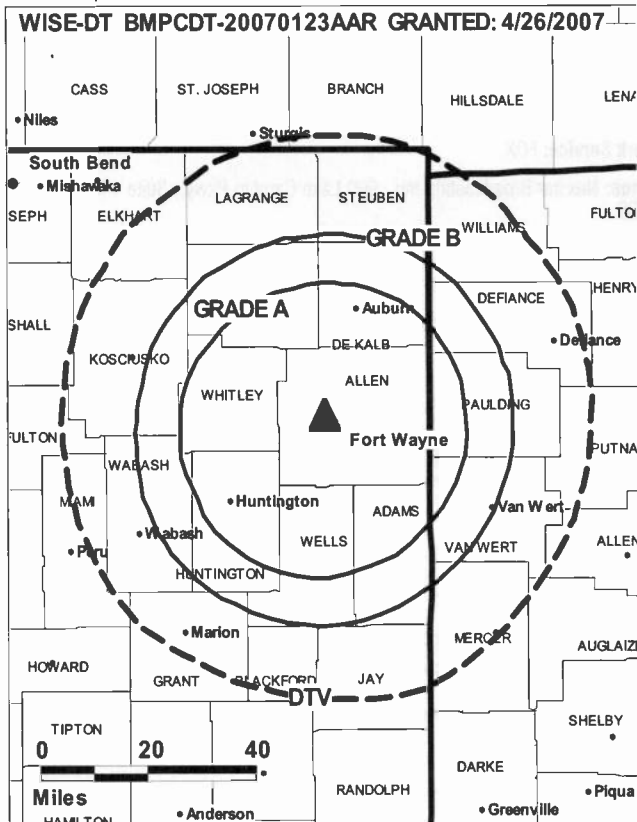 WISE-DT BMPCDT-20070123AAR GRANTED: 4/26/2007
CASS
ST. JOSEPH
BRANCH
HILLSDALE
LENA
Niles
Sturgis
South Bend
Mishawaka
SEPH
ELKHART
LAGRANGE
STEUBEN
WILLIAMS
FULTO
GRADE B
HENRY
DEFIANCE
GRADE A
Auburn
SHALL
DE KALB
Defiance
KOSCIUSKO
ALLEN
WHITLEY
PAULDING
Fort Wayne
FULTON
PUTNA
WABASH
MIAMI
Huntington
Van Wert
ADAMS
Wabash
WELLS
VAN WERT
ALLEN
Peru
HUNTINGTON
Marion
MERCER
AUGLAIZE
HOWARD
GRANT
BLACKFORD
JAY
DTV
SHELBY
TIPTON
0 20 40
DARKE
RANDOLPH
Miles
Piqua
HAMILTON
Anderson
Greenville